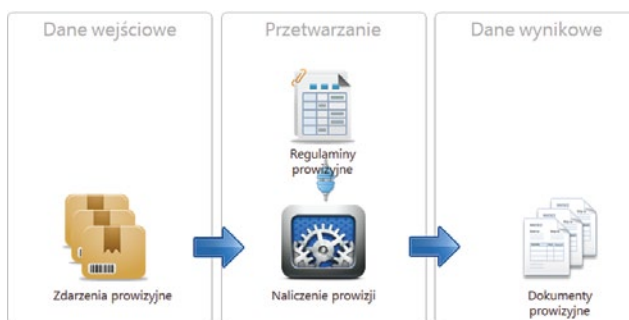 Dane wejściowe
Przetwarzanie
Dane wynikowe
Regulaminy
prowizyjne
Zdarzenia prowizyjne
Naliczenie prowizji
Dokumenty
prowizyjne